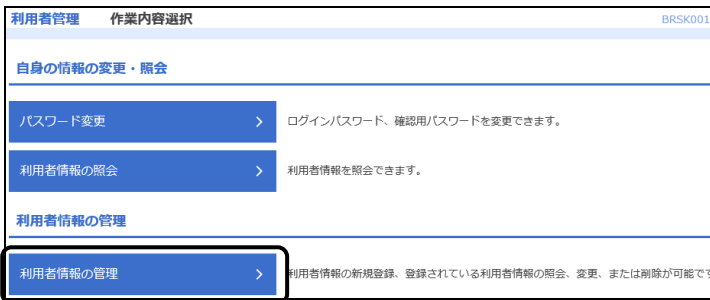 利用者管理 作業内容選択 BRSK001
自身の情報の変更・照会
パスワード変更 ログインパスワード、確認用パスワードを変更できます。
利用者情報の照会 利用者情報を照会できます。
利用者情報の管理
利用者情報の管理 利用者情報の新規登録、登録されている利用者情報の照会、変更、または削除が可能です